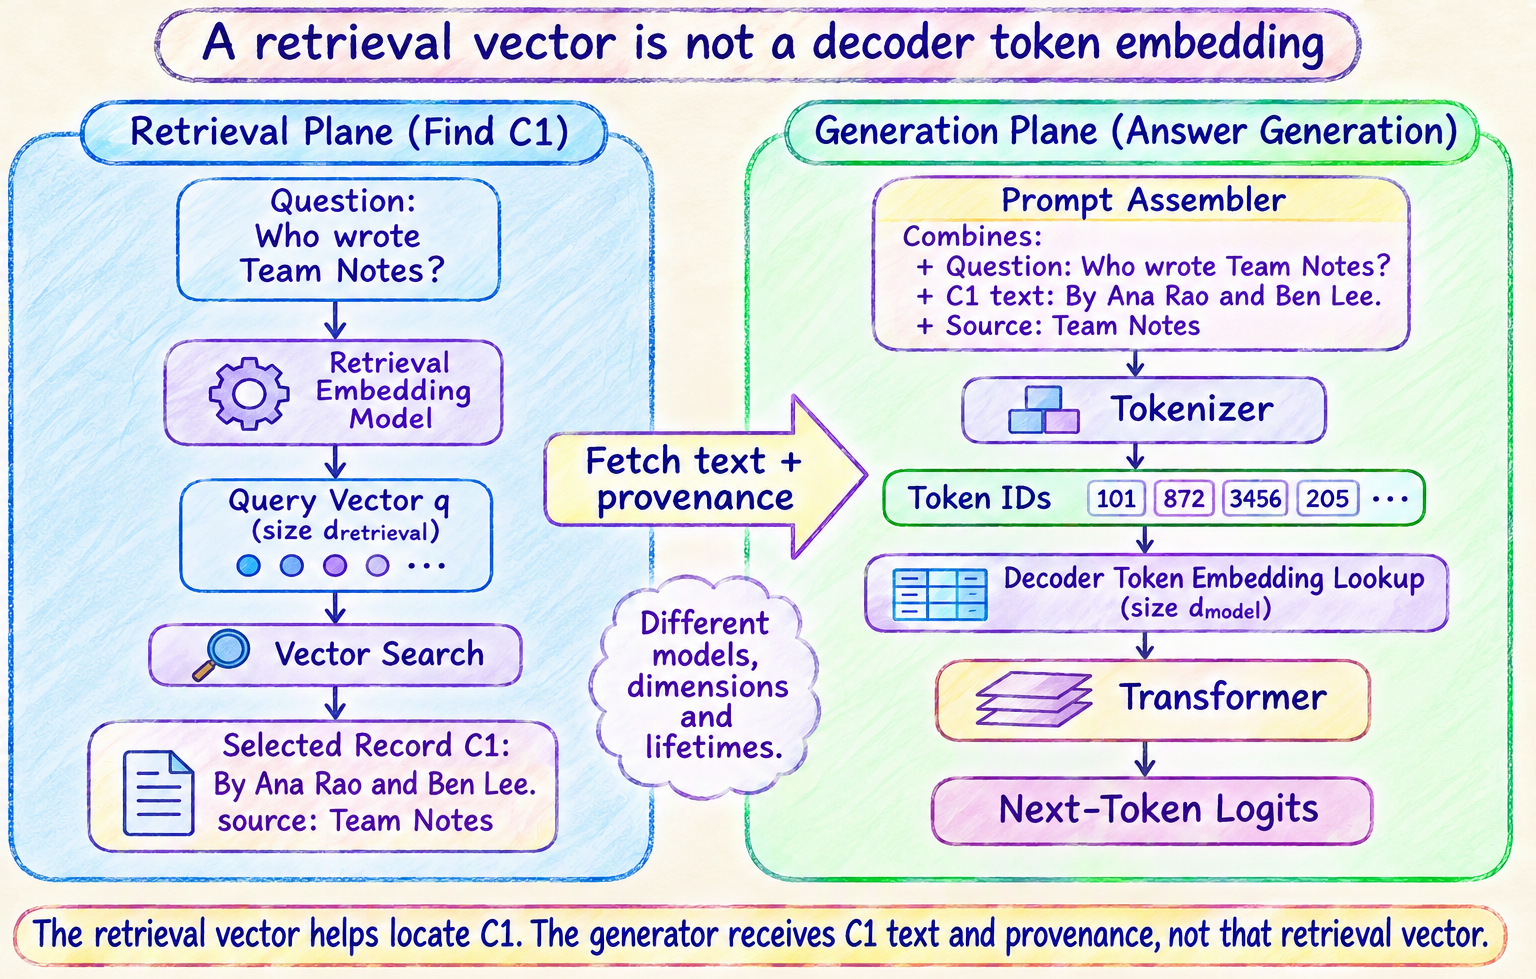 A retrieval vector is not a decoder token embedding
Retrieval Plane (Find C1)
Question:
Who wrote
Team Notes?
Retrieval
Embedding
Model
Query Vector q
(size dretrieval)
...
Vector Search
Selected Record C1:
By Ana Rao and Ben Lee.
source: Team Notes
Fetch text +
provenance
Different
models,
dimensions
and
lifetimes.
Generation Plane (Answer Generation)
Prompt Assembler
Combines:
+ Question: Who wrote Team Notes?
+ C1 text: By Ana Rao and Ben Lee.
+ Source: Team Notes
Tokenizer
Token IDs 101 872 3456 205 ...
Decoder Token Embedding Lookup
(size dmodel)
Transformer
Next-Token Logits
The retrieval vector helps locate C1. The generator receives C1 text and provenance, not that retrieval vector.